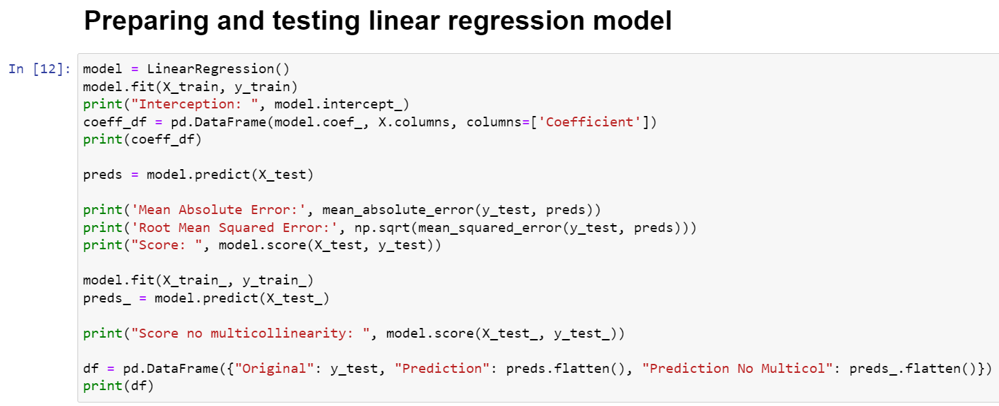 Preparing and testing linear regression model
In [12]: model = LinearRegression()
model.fit(X_train, y_train)
print("Interception: ", model.intercept_)
coeff_df = pd.DataFrame(model.coef_, X.columns, columns=['Coefficient'])
print(coeff_df)
preds = model.predict(X_test)
print('Mean Absolute Error:', mean_absolute_error(y_test, preds))
print('Root Mean Squared Error:', np.sqrt(mean_squared_error(y_test, preds)))
print("Score: ", model.score(X_test, y_test))
model.fit(X_train_, y_train_)
preds_ = model.predict(X_test_)
print("Score no multicollinearity: ", model.score(X_test_, y_test_))
df = pd.DataFrame({"Original": y_test, "Prediction": preds.flatten(), "Prediction No Multicol": preds_.flatten()})
print(df)